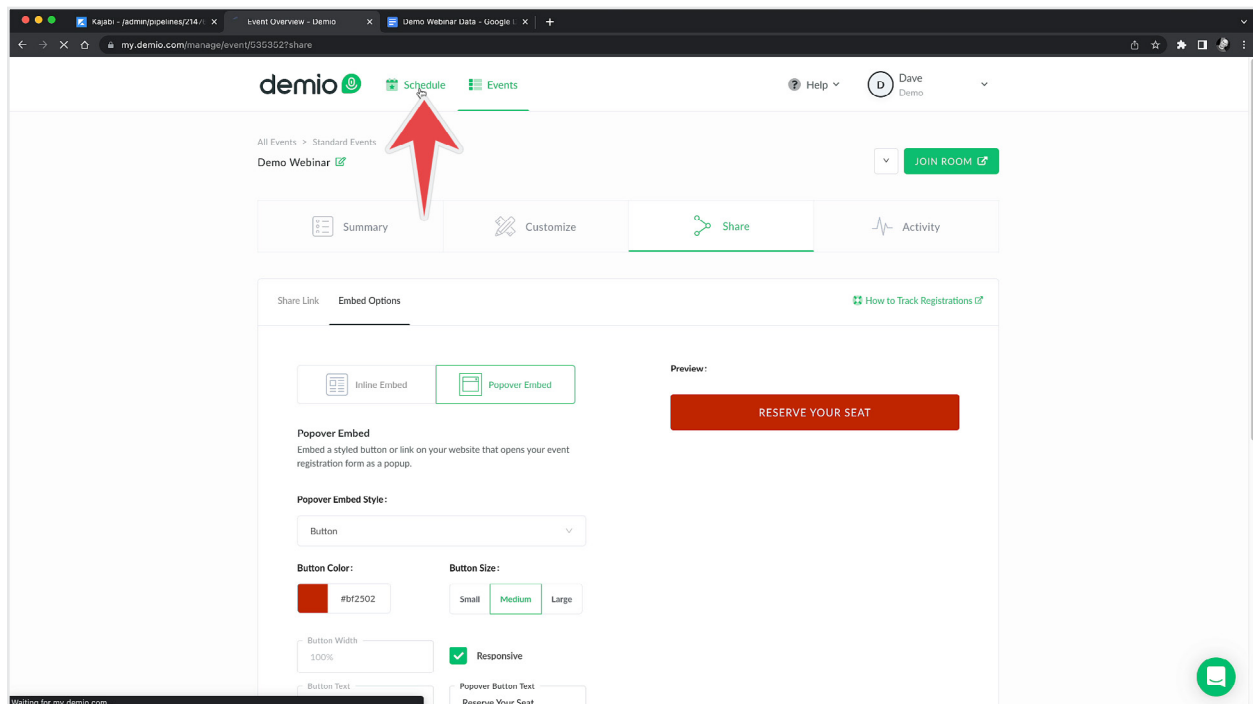 Kajabi - /admin/pipelines/214
Event Overview - Demio
Demo Webinar Data - Google
my.demio.com/manage/event/535352?share
demio
Schedule
Events
Help
D
Dave
Demo
All Events > Standard Events
Demo Webinar
JOIN ROOM
Summary
Customize
Share
Activity
Share Link
Embed Options
How to Track Registrations
Inline Embed
Popover Embed
Preview:
RESERVE YOUR SEAT
Popover Embed
Embed a styled button or link on your website that opens your event
registration form as a popup.
Popover Embed Style:
Button
Button Color:
Button Size:
#bf2502
Small
Medium
Large
Button Width
100%
Responsive
Button Text
Popover Button Text
Reserve Your Seat
Waiting for my.demio.com